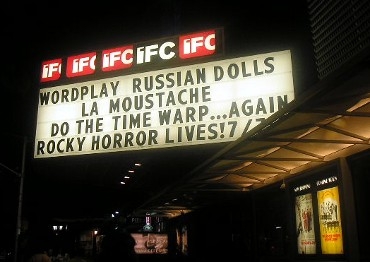 IFC IFC IFC IFC IFC
WORDPLAY RUSSIAN DOLLS
LA MOUSTACHE
DO THE TIME WARP...AGAIN
ROCKY HORROR LIVES!7/7